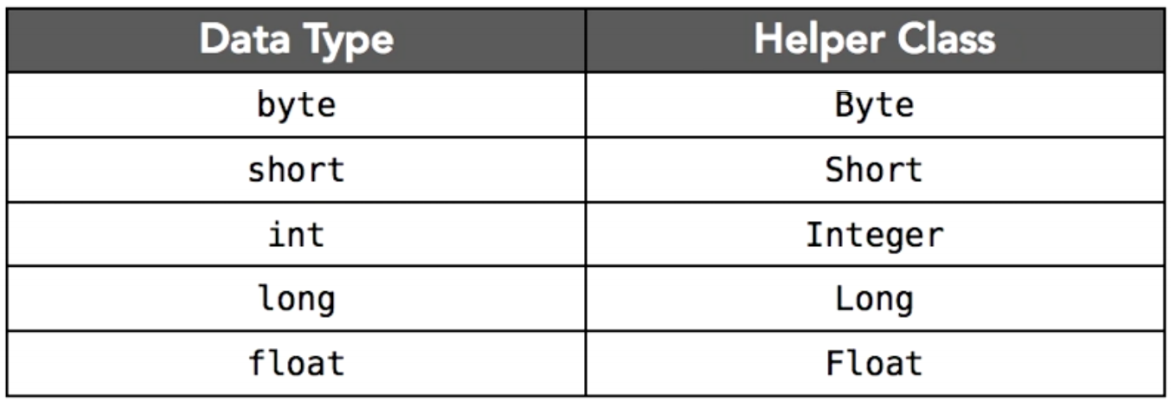 Data Type Helper Class
byte Byte
short Short
int Integer
long Long
float Float